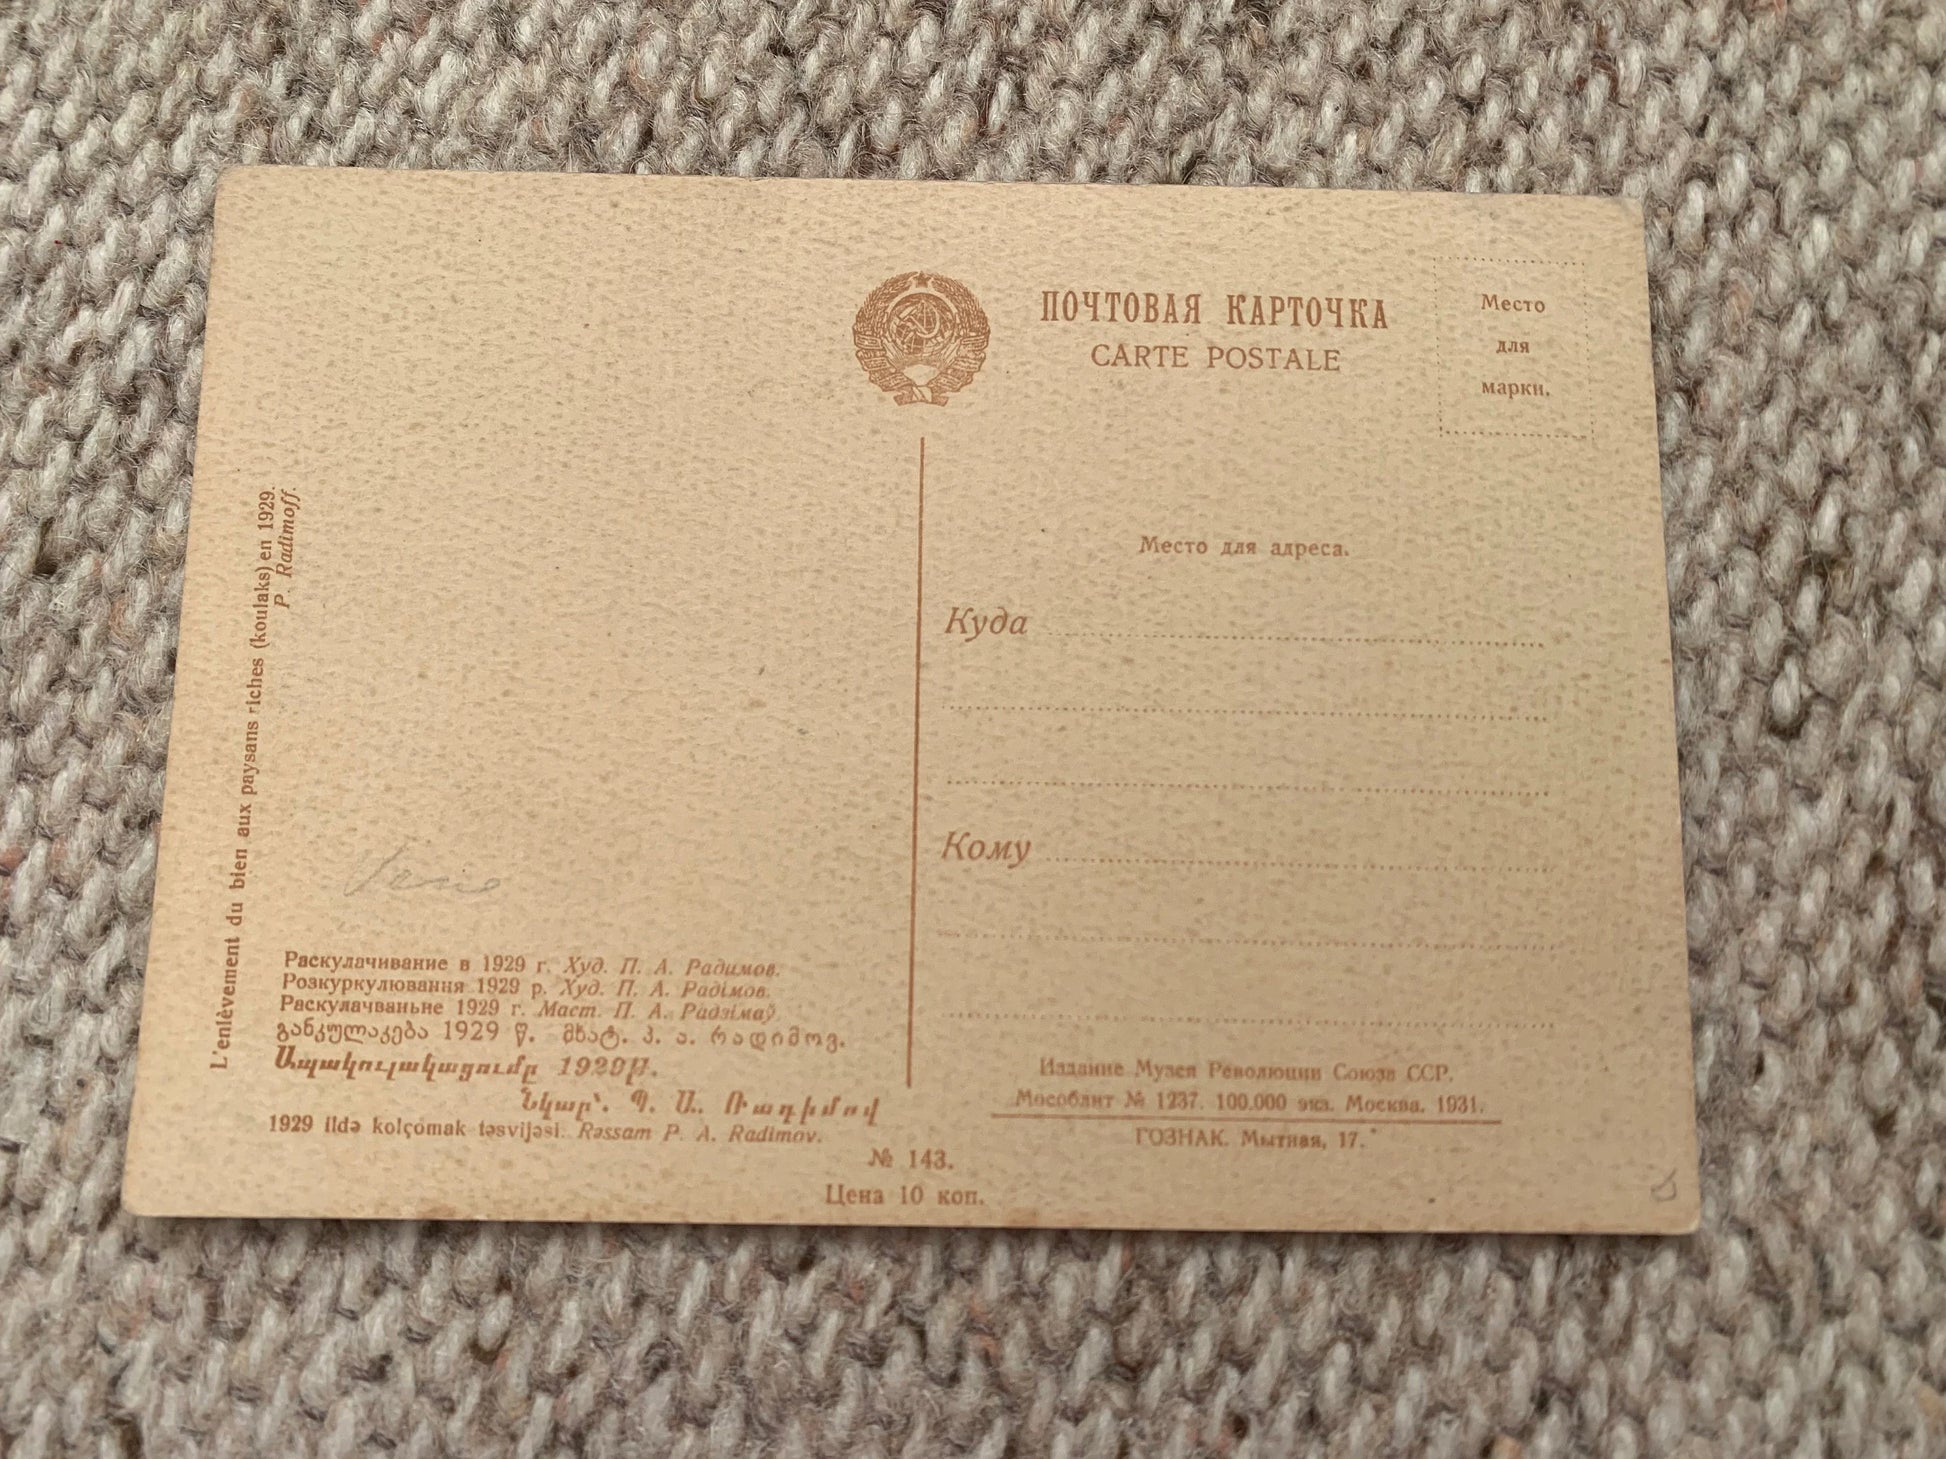 ПОЧТОВАЯ КАРТОЧКА
CARTE POSTALE
Место
для
марки.
L'enlèvement du bien aux paysans riches (koulaks) en 1929.
P. Radimoff.
Место для адреса.
Куда
Кому
Раскулачивание в 1929 г. Худ. П. А. Радимов.
Розкуркулювання 1929 р. Худ. П. А. Радімов.
Раскулачваньне 1929 г. Маст. П. А. Радзімаў.
განკულაკება 1929 წ. მხატ. პ. ა. რადიმოვ.
Ապակուլակացումը 1929թ.
Նկար՝. Պ. Ա. Ռադիմով
1929 ildə kolçomak təsvijəsi. Rəssam P. A. Radimov.
№ 143.
Цена 10 коп.
Издание Музея Революции Союза ССР.
Мособлит № 1237. 100.000 экз. Москва. 1931.
ГОЗНАК. Мытная, 17.